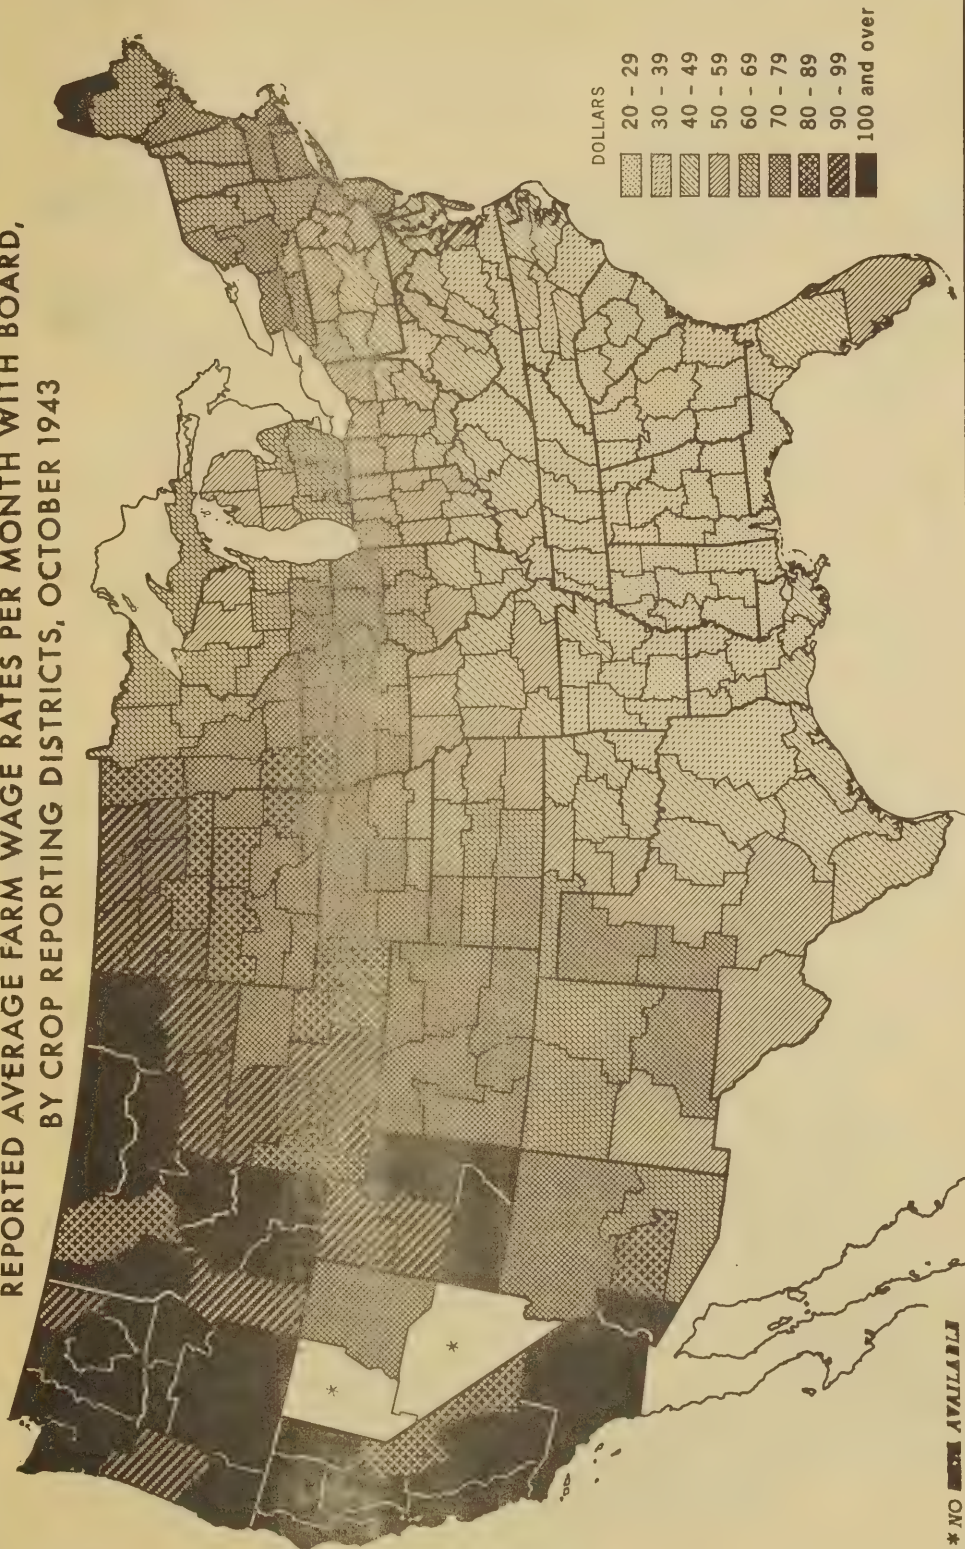 REPORTED AVERAGE FARM WAGE RATES PER MONTH WITH BOARD,
BY CROP REPORTING DISTRICTS, OCTOBER 1943
DOLLARS
20 - 29
30 - 39
40 - 49
50 - 59
60 - 69
70 - 79
80 - 89
90 - 99
100 and over
*
*
* NO